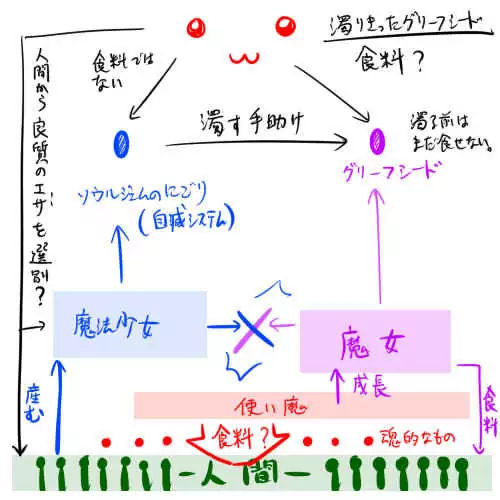 濁りきったグリーフシード
食料?
食料では
ない
濁す手助け
濁る前は
まだ食せない。
グリーフシード
人間から良質のエサを選別?
ソウルジェムのにごり
(自滅システム)
魔法少女
魔女
産む
成長
食料
使い魔
食料?
魂的なもの
人間